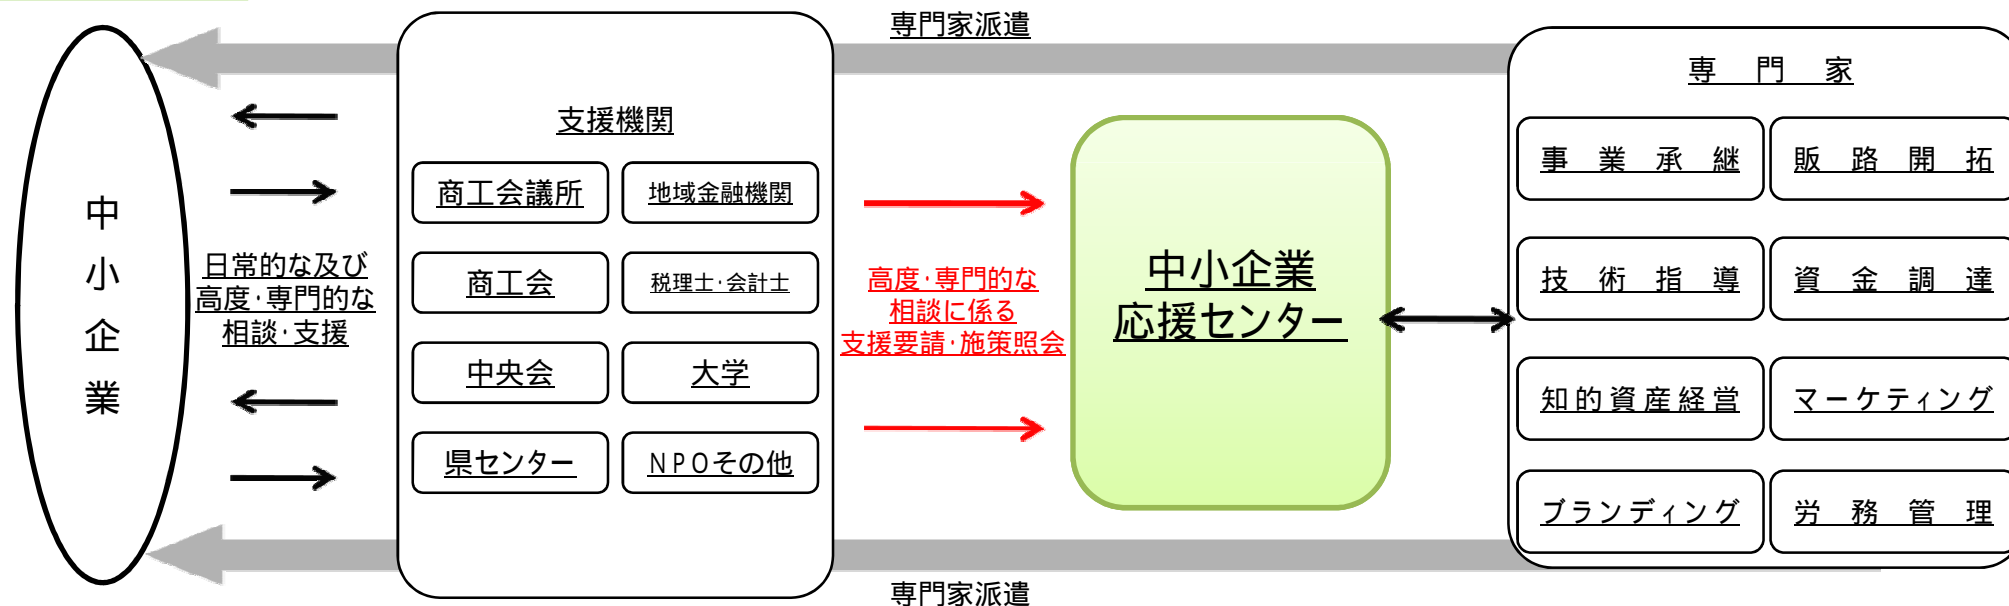 専門家派遣
中小企業
日常的な及び
高度・専門的な
相談・支援
支援機関
商工会議所
地域金融機関
商工会
税理士・会計士
中央会
大学
県センター
NPOその他
高度・専門的な
相談に係る
支援要請・施策照会
中小企業
応援センター
専門家
事業承継
販路開拓
技術指導
資金調達
知的資産経営
マーケティング
ブランディング
労務管理
専門家派遣